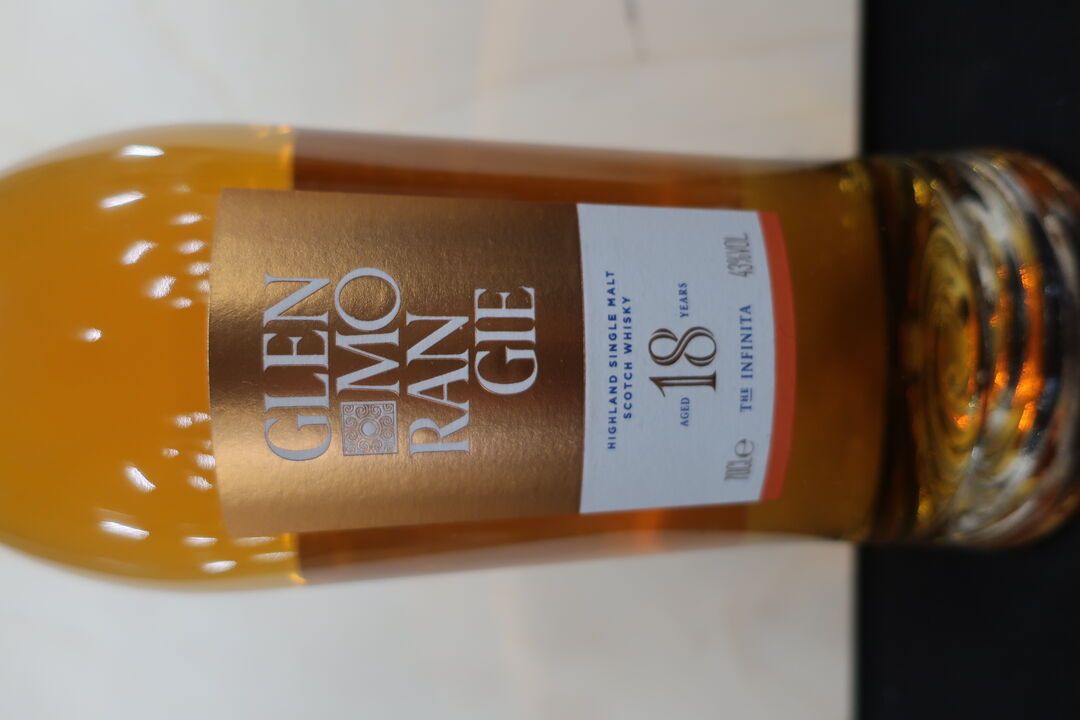 GLEN
MO
RAN
GIE
HIGHLAND SINGLE MALT
SCOTCH WHISKY
AGED 18 YEARS
70CL e THE INFINITA 43%VOL